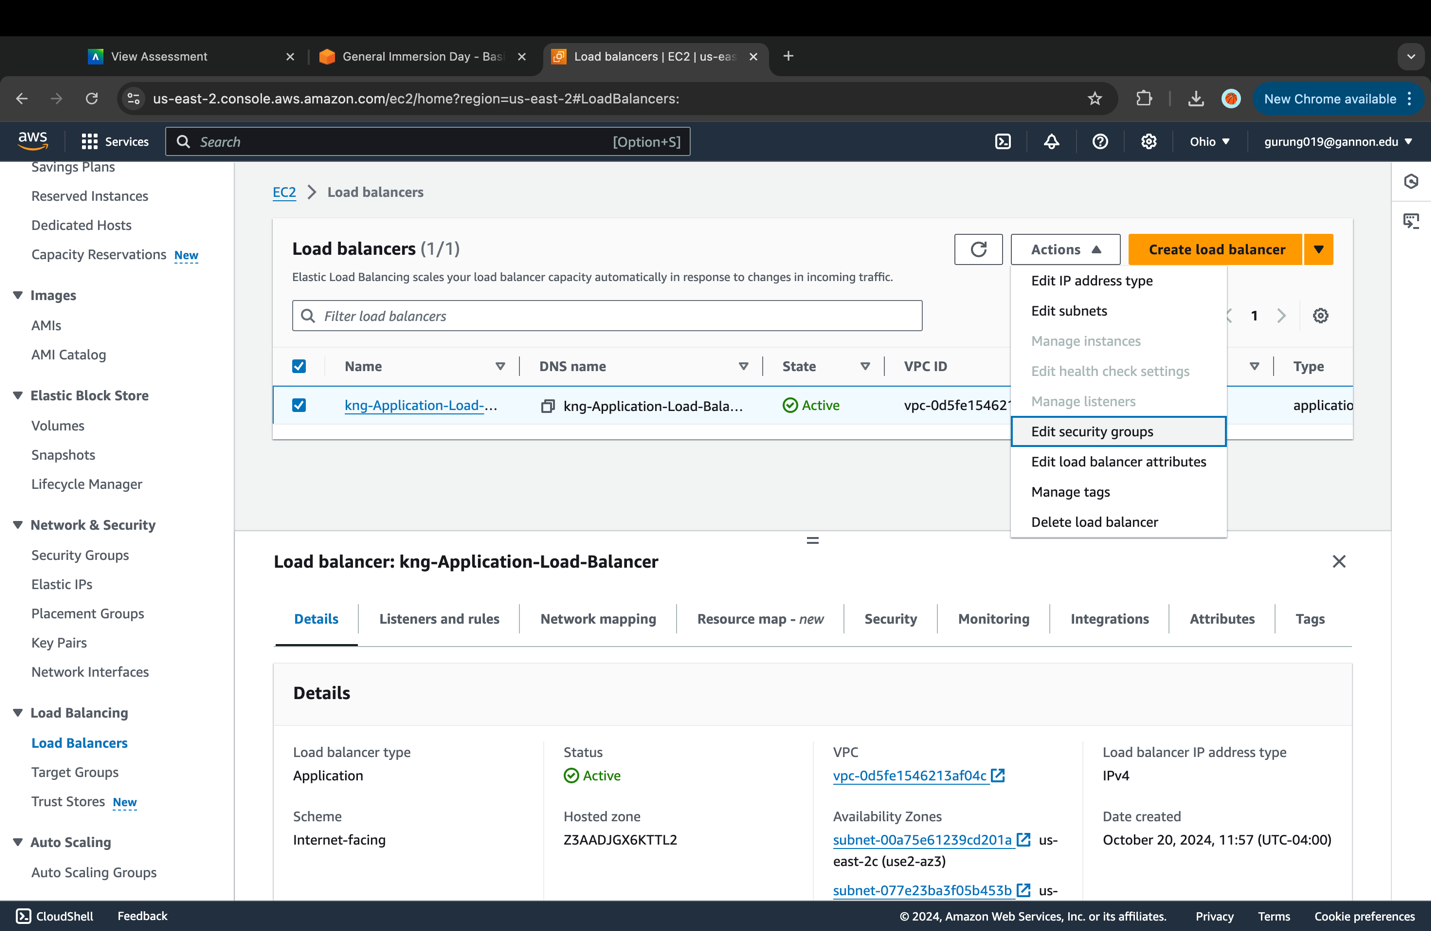 View Assessment
General Immersion Day - Bas
Load balancers | EC2 | us-eas
us-east-2.console.aws.amazon.com/ec2/home?region=us-east-2#LoadBalancers:
New Chrome available
aws
Services
Search
[Option+S]
Ohio
gurung019@gannon.edu
Savings Plans
Reserved Instances
Dedicated Hosts
Capacity Reservations New
Images
AMIs
AMI Catalog
Elastic Block Store
Volumes
Snapshots
Lifecycle Manager
Network & Security
Security Groups
Elastic IPs
Placement Groups
Key Pairs
Network Interfaces
Load Balancing
Load Balancers
Target Groups
Trust Stores New
Auto Scaling
Auto Scaling Groups
EC2 > Load balancers
Load balancers (1/1)
Actions
Create load balancer
Elastic Load Balancing scales your load balancer capacity automatically in response to changes in incoming traffic.
Filter load balancers
1
Name
DNS name
State
VPC ID
Type
kng-Application-Load-...
kng-Application-Load-Bala...
Active
vpc-0d5fe15462
applicatio
Edit IP address type
Edit subnets
Manage instances
Edit health check settings
Manage listeners
Edit security groups
Edit load balancer attributes
Manage tags
Delete load balancer
Load balancer: kng-Application-Load-Balancer
Details
Listeners and rules
Network mapping
Resource map - new
Security
Monitoring
Integrations
Attributes
Tags
Details
Load balancer type
Application
Status
Active
VPC
vpc-0d5fe1546213af04c
Load balancer IP address type
IPv4
Scheme
Internet-facing
Hosted zone
Z3AADJGX6KTTL2
Availability Zones
subnet-00a75e61239cd201a us-
east-2c (use2-az3)
subnet-077e23ba3f05b453b us-
Date created
October 20, 2024, 11:57 (UTC-04:00)
CloudShell
Feedback
© 2024, Amazon Web Services, Inc. or its affiliates.
Privacy
Terms
Cookie preferences